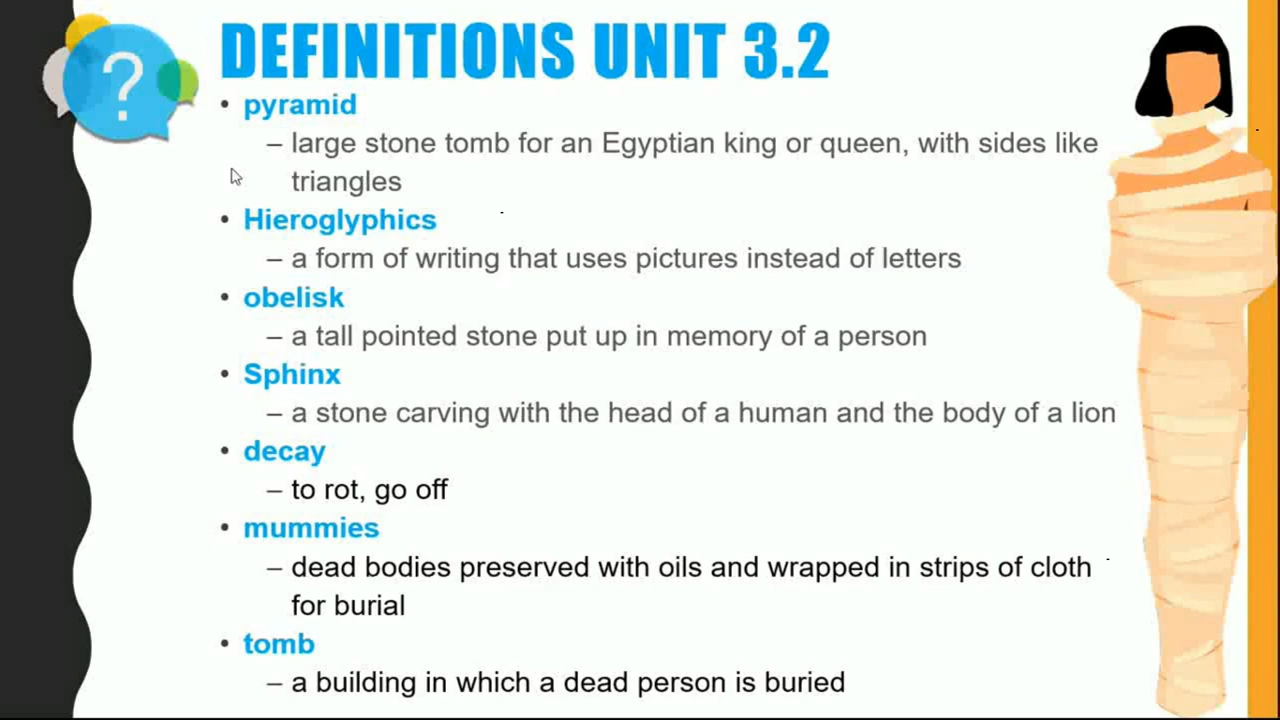 ?
DEFINITIONS UNIT 3.2
• pyramid
– large stone tomb for an Egyptian king or queen, with sides like
triangles
• Hieroglyphics
– a form of writing that uses pictures instead of letters
• obelisk
– a tall pointed stone put up in memory of a person
• Sphinx
– a stone carving with the head of a human and the body of a lion
• decay
– to rot, go off
• mummies
– dead bodies preserved with oils and wrapped in strips of cloth
for burial
• tomb
– a building in which a dead person is buried